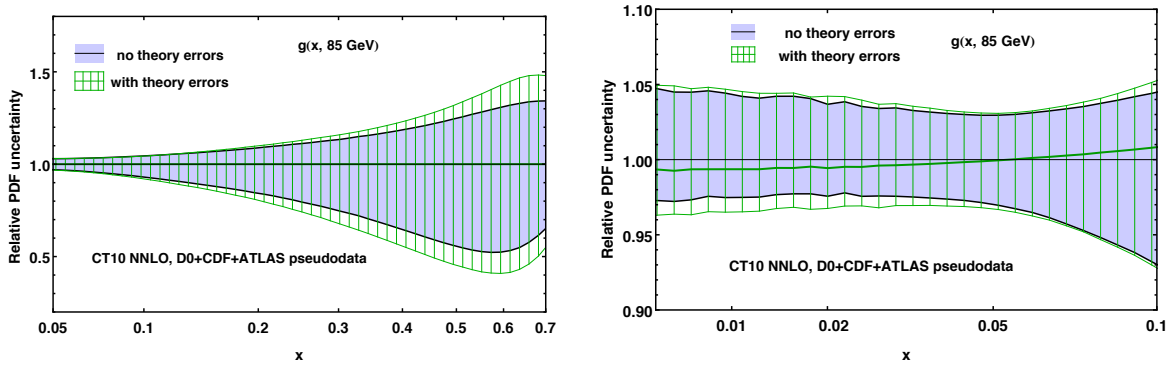 g(x, 85 GeV)
no theory errors
with theory errors
Relative PDF uncertainty
1.5
1.0
0.5
CT10 NNLO, D0+CDF+ATLAS pseudodata
0.05 0.1 0.2 0.3 0.4 0.5 0.6 0.7
x
1.10
no theory errors
g(x, 85 GeV)
with theory errors
Relative PDF uncertainty
1.05
1.00
0.95
0.90
CT10 NNLO, D0+CDF+ATLAS pseudodata
0.01 0.02 0.05 0.1
x